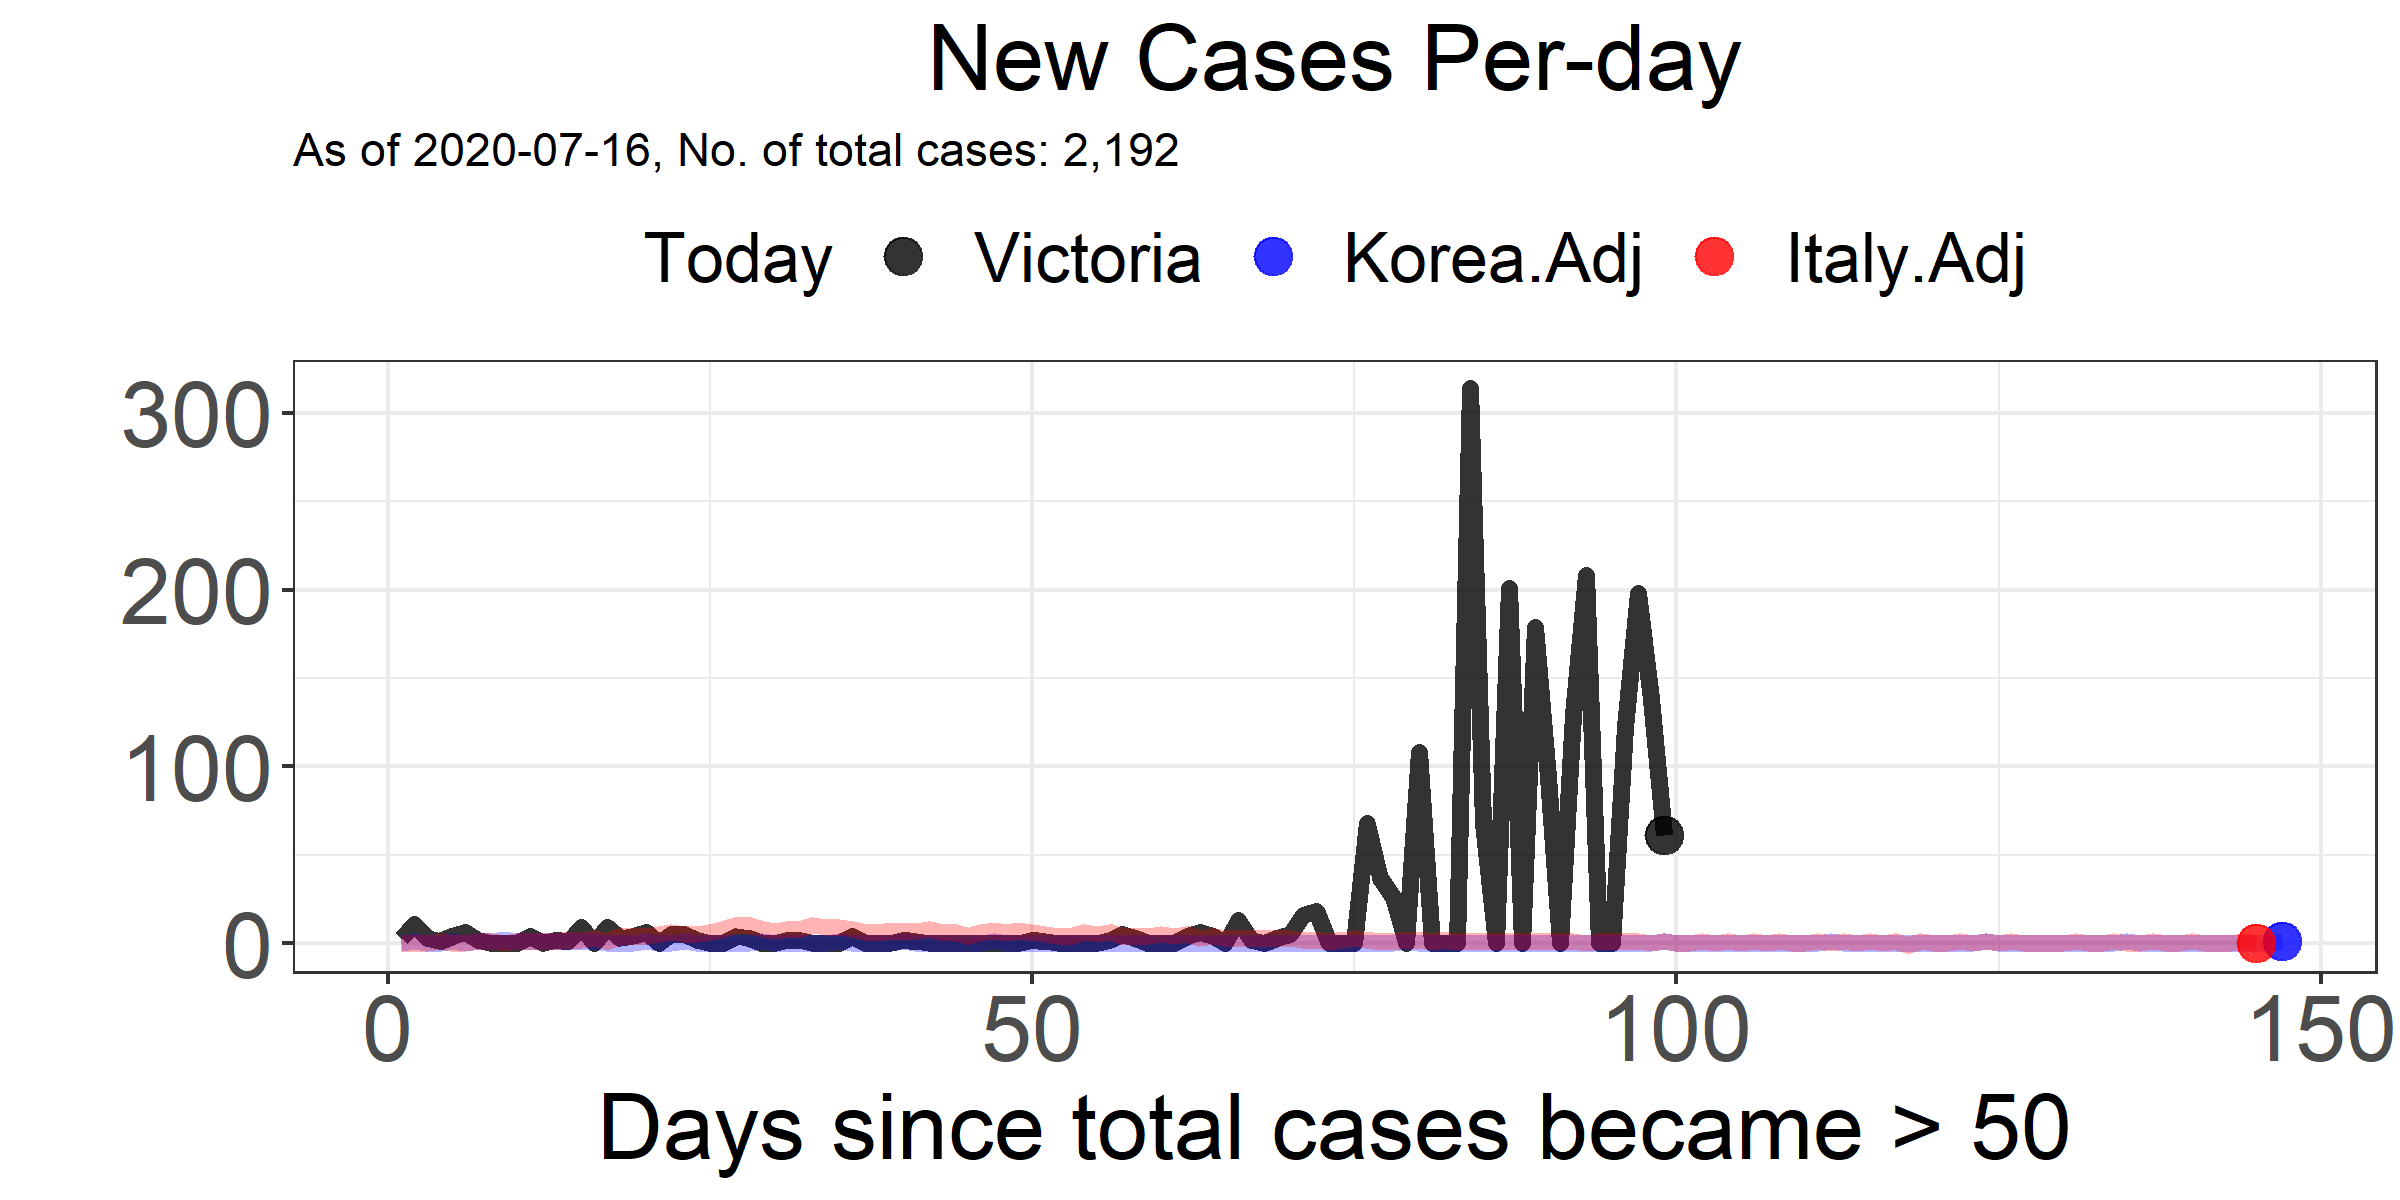 New Cases Per-day
As of 2020-07-16, No. of total cases: 2,192
Today Victoria Korea.Adj Italy.Adj
300
200
100
0
0 50 100 150
Days since total cases became > 50